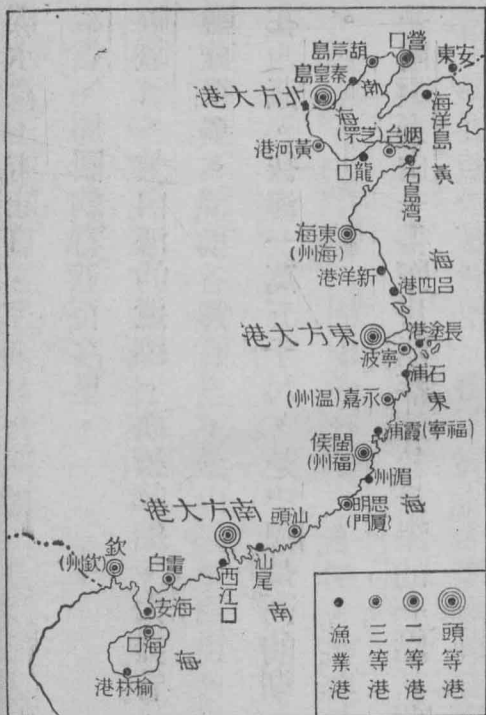 安東
營口
葫芦島
秦皇島
北方大港
渤海
海洋島
烟台(芝罘)
黃河港
龍口
石島湾
黃海
東海
(海州)
新洋港
呂四港
東方大港
長塗港
寧波
石浦
東海
永嘉(温州)
霞浦(福寧)
閩侯
(福州)
湄州
思明
(廈門)
汕頭
南方大港
汕尾
西江口
電白
欽
(欽州)
海安
海口
南海
榆林港
頭等港
二等港
三等港
漁業港